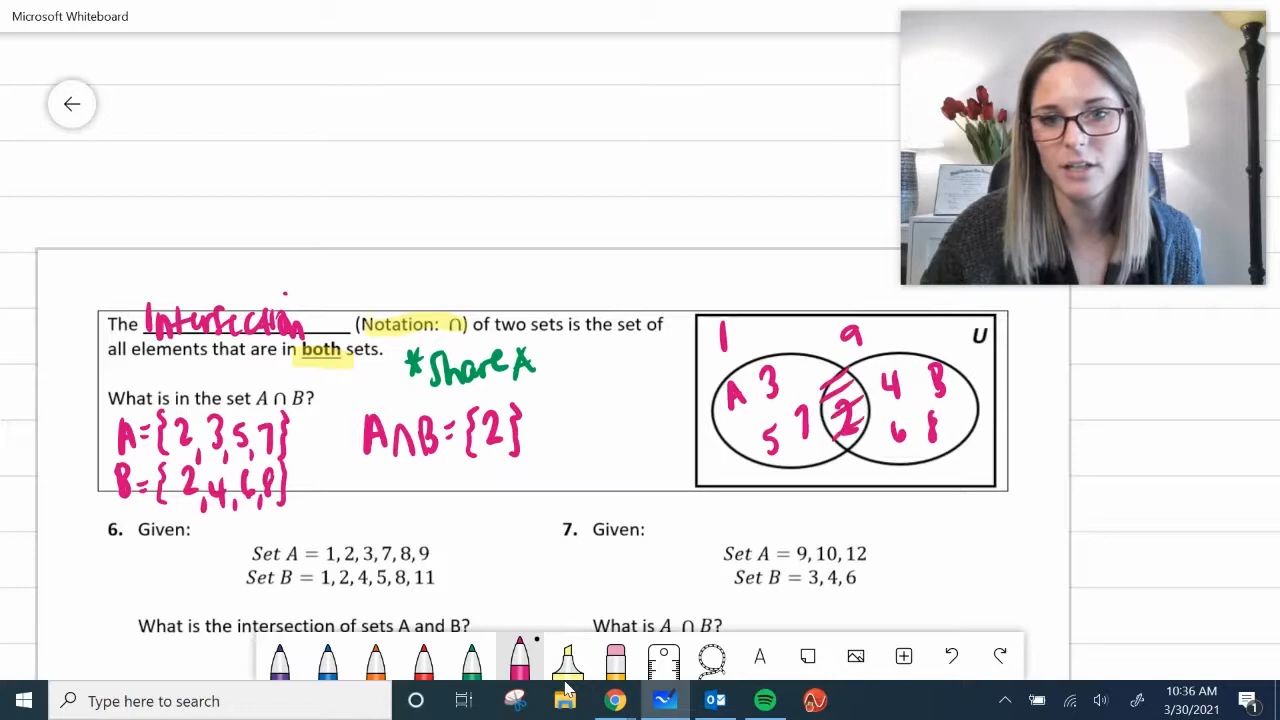 Microsoft Whiteboard
The Intersection (Notation: ∩) of two sets is the set of
all elements that are in both sets.
*Share*
What is in the set A ∩ B?
A={2,3,5,7}
B={2,4,6,8}
A∩B={2}
1 9 U
A 3 4 B
5 7 2 6 8
6. Given:
Set A = 1, 2, 3, 7, 8, 9
Set B = 1, 2, 4, 5, 8, 11
What is the intersection of sets A and B?
7. Given:
Set A = 9, 10, 12
Set B = 3, 4, 6
What is A ∩ B?
A
Type here to search
10:36 AM
3/30/2021
1